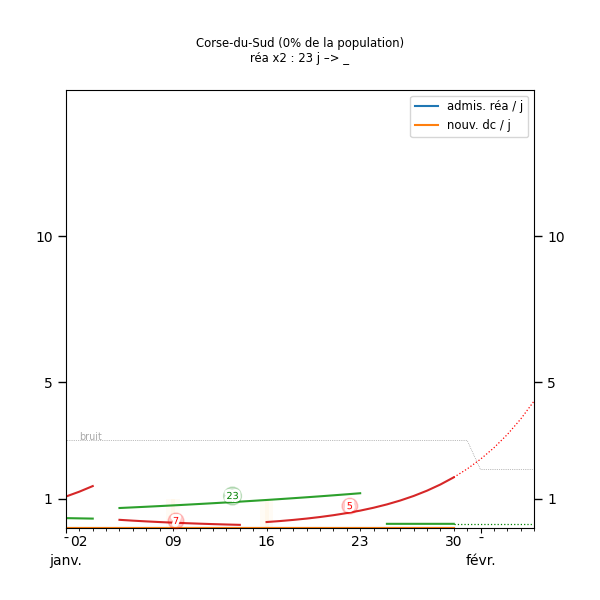 Corse-du-Sud (0% de la population)
réa x2 : 23 j –> _
admis. réa / j
nouv. dc / j
10 10
5 5
bruit
1 1
23
7
5
02 09 16 23 30
janv. févr.